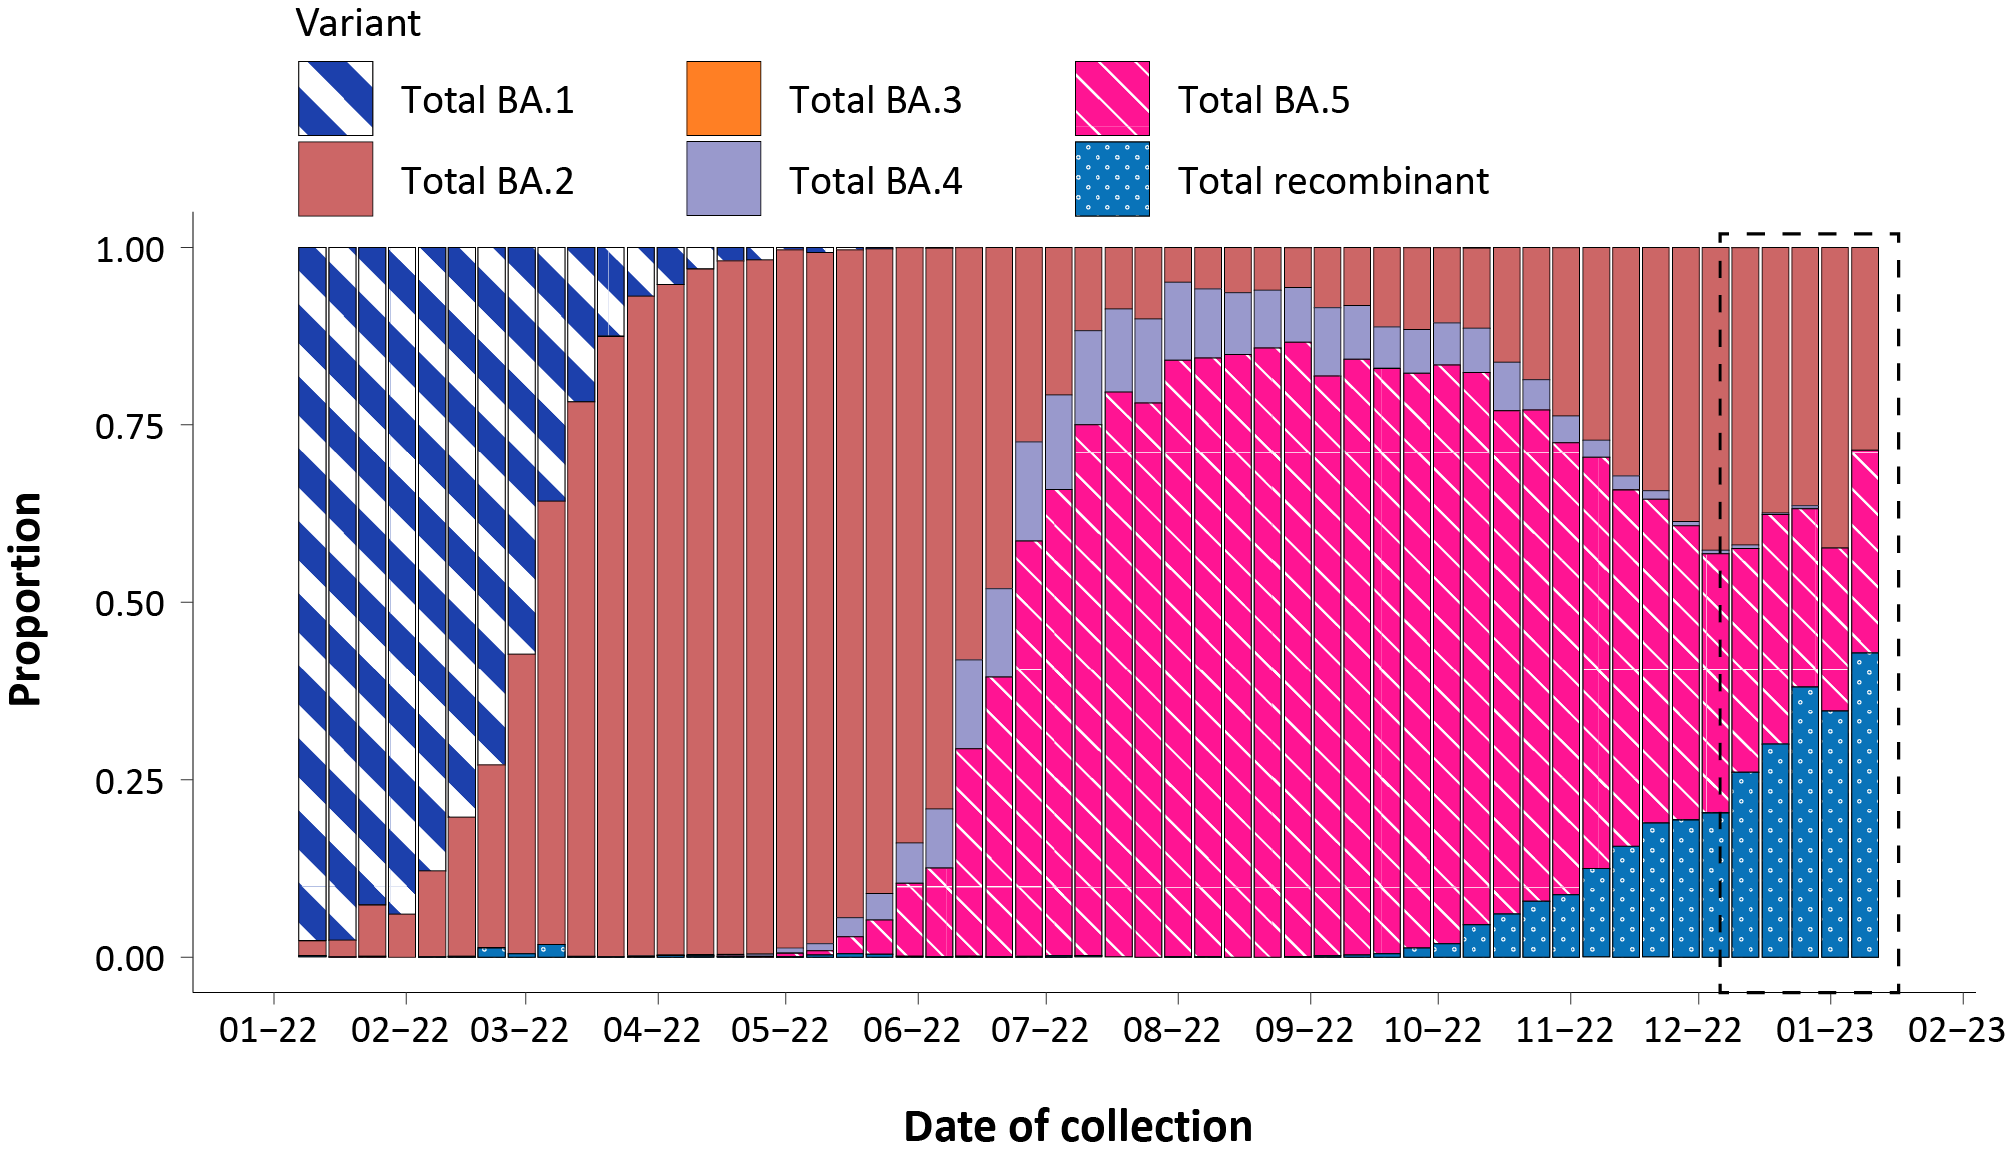 Variant
Total BA.1 Total BA.3 Total BA.5
Total BA.2 Total BA.4 Total recombinant
1.00
0.75
0.50
0.25
0.00
Proportion
01–22 02–22 03–22 04–22 05–22 06–22 07–22 08–22 09–22 10–22 11–22 12–22 01–23 02–23
Date of collection